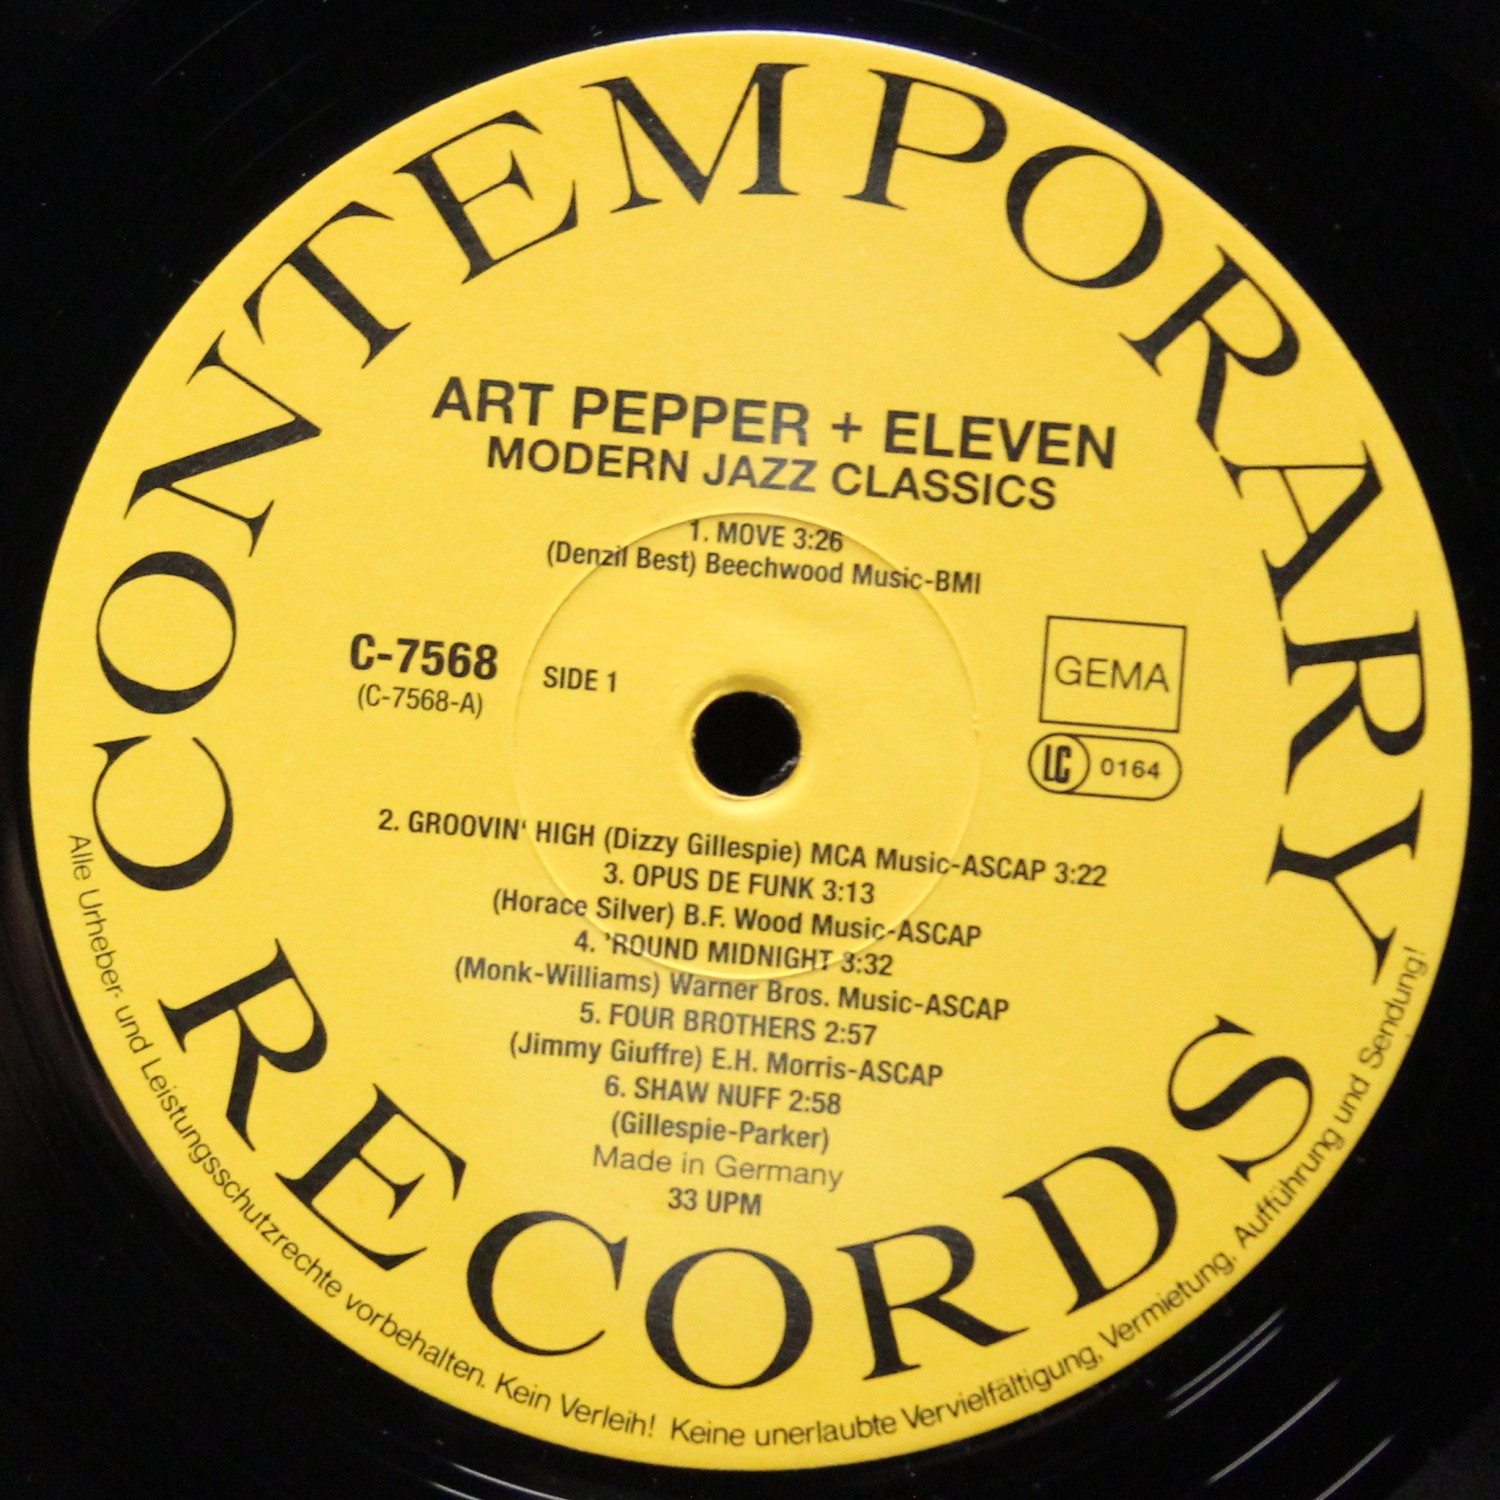 CONTEMPORARY
ART PEPPER + ELEVEN
MODERN JAZZ CLASSICS
1. MOVE 3:26
(Denzil Best) Beechwood Music-BMI
C-7568
(C-7568-A)
SIDE 1
GEMA
LC 0164
2. GROOVIN' HIGH (Dizzy Gillespie) MCA Music-ASCAP 3:22
3. OPUS DE FUNK 3:13
(Horace Silver) B.F. Wood Music-ASCAP
4. 'ROUND MIDNIGHT 3:32
(Monk-Williams) Warner Bros. Music-ASCAP
5. FOUR BROTHERS 2:57
(Jimmy Giuffre) E.H. Morris-ASCAP
6. SHAW NUFF 2:58
(Gillespie-Parker)
Made in Germany
33 UPM
RECORDS
Alle Urheber- und Leistungsschutzrechte vorbehalten. Kein Verleih! Keine unerlaubte Vervielfältigung, Vermietung, Aufführung und Sendung!